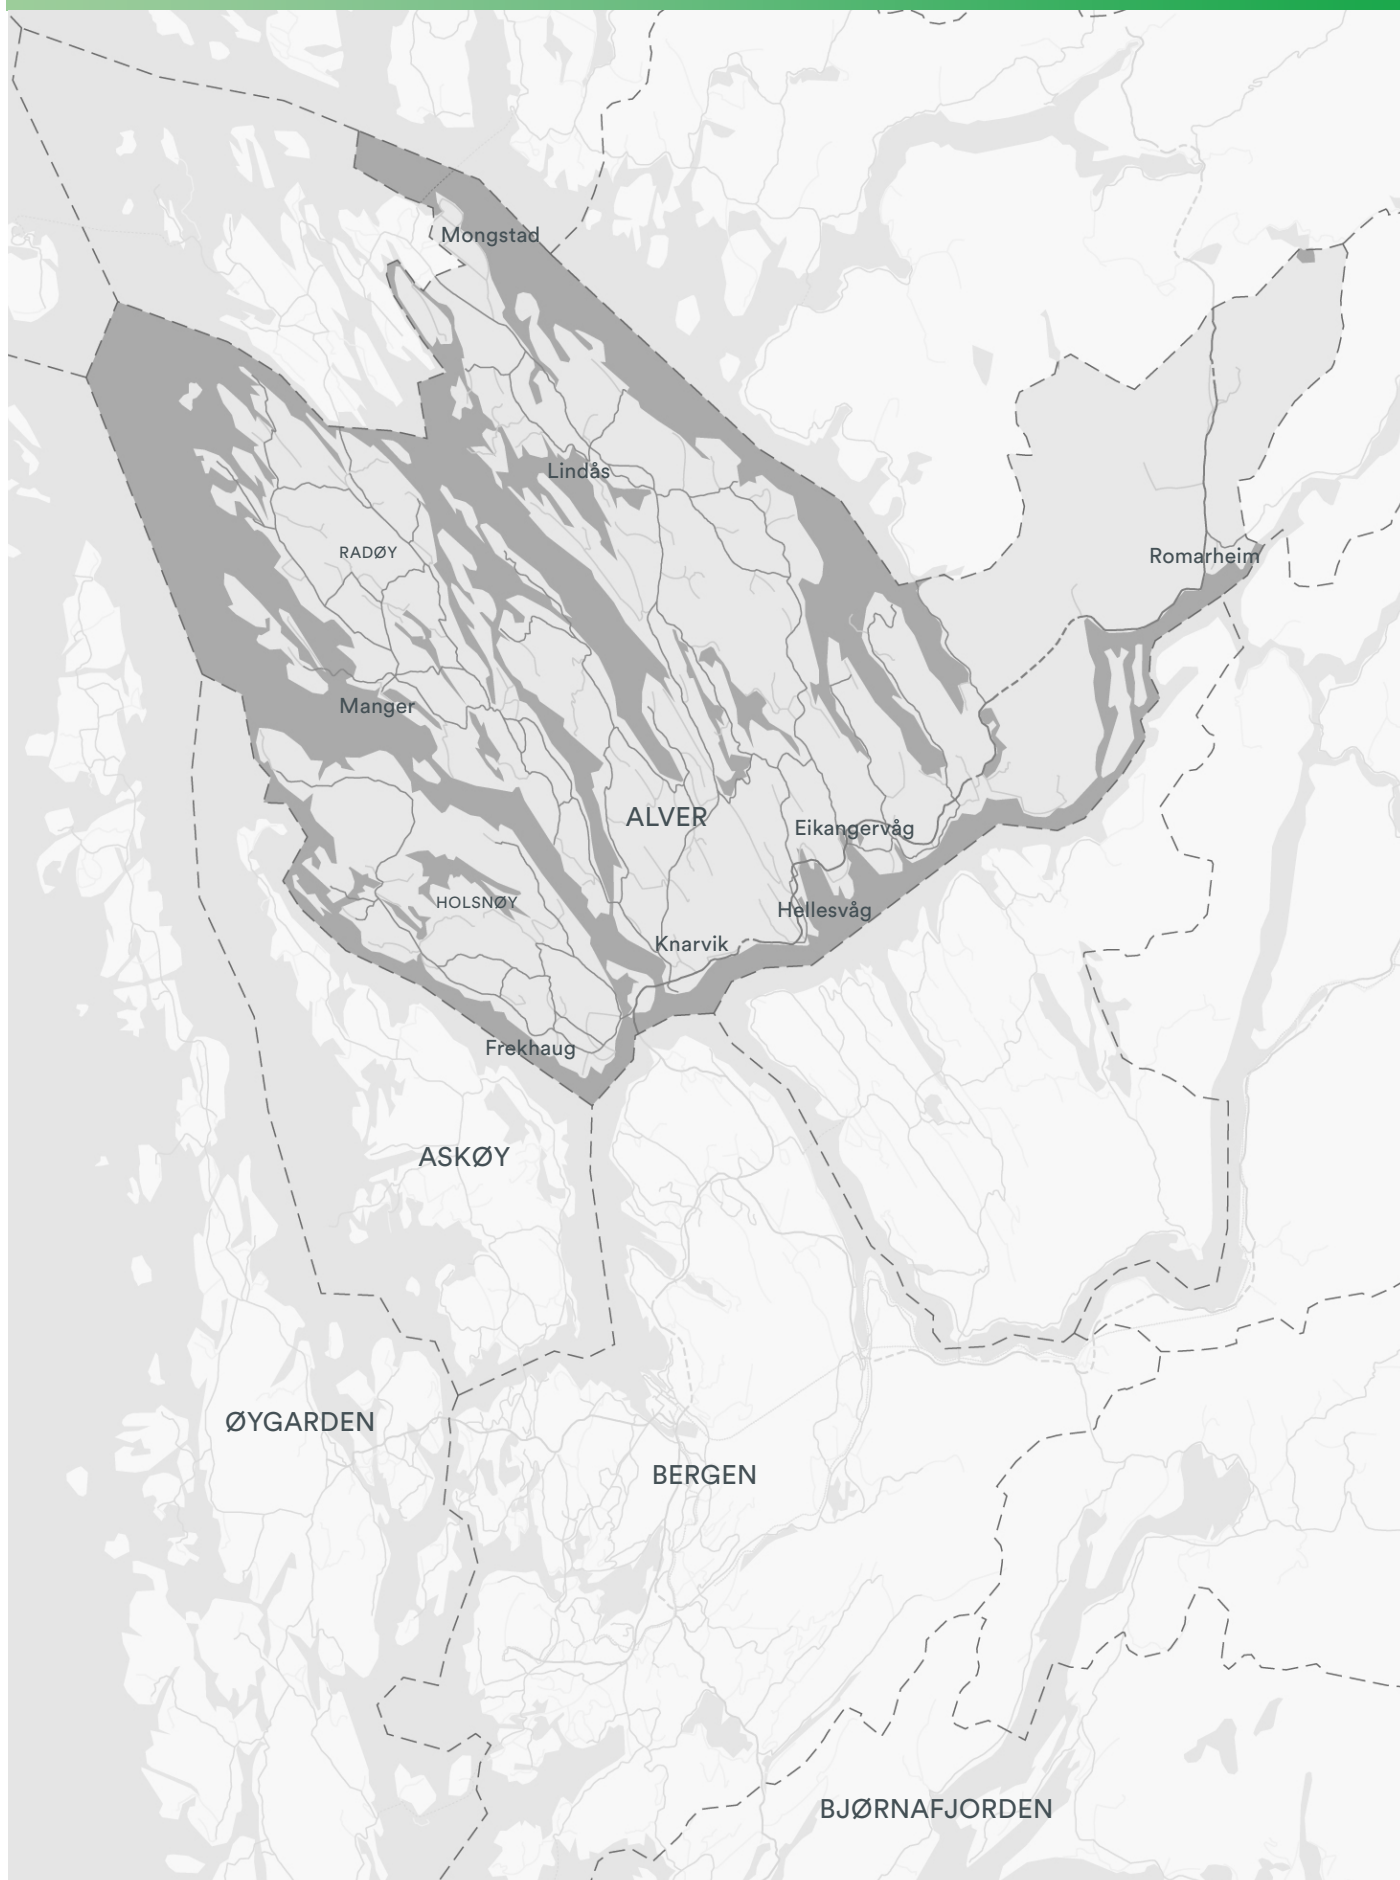 Mongstad
Lindås
RADØY
Romarheim
Manger
ALVER
Eikangervåg
HOLSNØY
Hellesvåg
Knarvik
Frekhaug
ASKØY
ØYGARDEN
BERGEN
BJØRNAFJORDEN